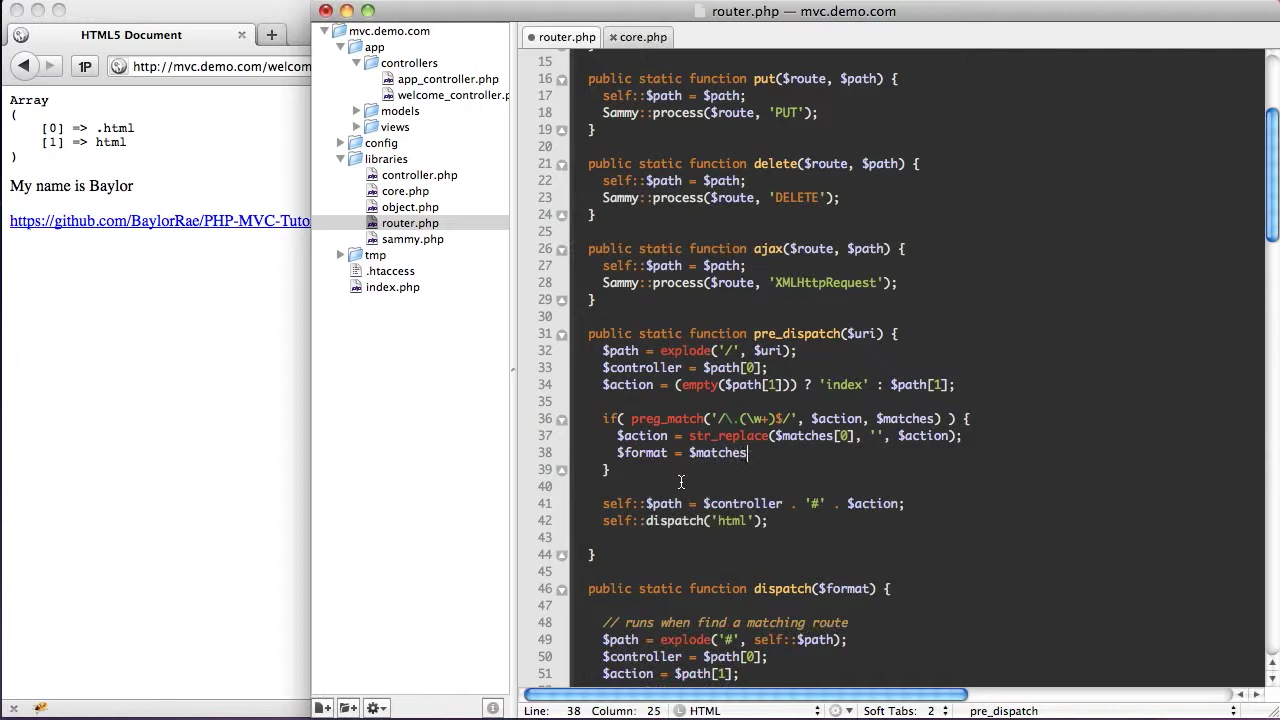 HTML5 Document
http://mvc.demo.com/welcom
Array
(
[0] => .html
[1] => html
)
My name is Baylor
https://github.com/BaylorRae/PHP-MVC-Tuto
router.php — mvc.demo.com
mvc.demo.com
app
controllers
app_controller.php
welcome_controller.p
models
views
config
libraries
controller.php
core.php
object.php
router.php
sammy.php
tmp
.htaccess
index.php
router.php
core.php
15 }
16 public static function put($route, $path) {
17 self::$path = $path;
18 Sammy::process($route, 'PUT');
19 }
20
21 public static function delete($route, $path) {
22 self::$path = $path;
23 Sammy::process($route, 'DELETE');
24 }
25
26 public static function ajax($route, $path) {
27 self::$path = $path;
28 Sammy::process($route, 'XMLHttpRequest');
29 }
30
31 public static function pre_dispatch($uri) {
32 $path = explode('/', $uri);
33 $controller = $path[0];
34 $action = (empty($path[1])) ? 'index' : $path[1];
35
36 if( preg_match('/\.(\w+)$/', $action, $matches) ) {
37 $action = str_replace($matches[0], '', $action);
38 $format = $matches
39 }
40
41 self::$path = $controller . '#' . $action;
42 self::dispatch('html');
43
44 }
45
46 public static function dispatch($format) {
47
48 // runs when find a matching route
49 $path = explode('#', self::$path);
50 $controller = $path[0];
51 $action = $path[1];
Line: 38 Column: 25 HTML Soft Tabs: 2 pre_dispatch